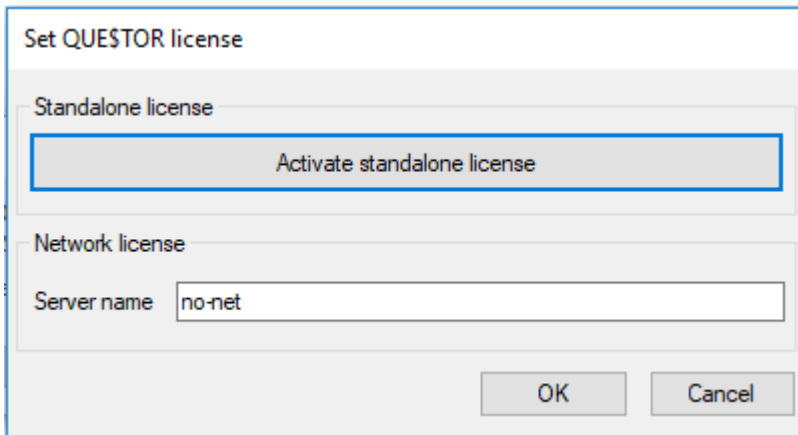 Set QUE$TOR license
Standalone license
Activate standalone license
Network license
Server name no-net
OK Cancel